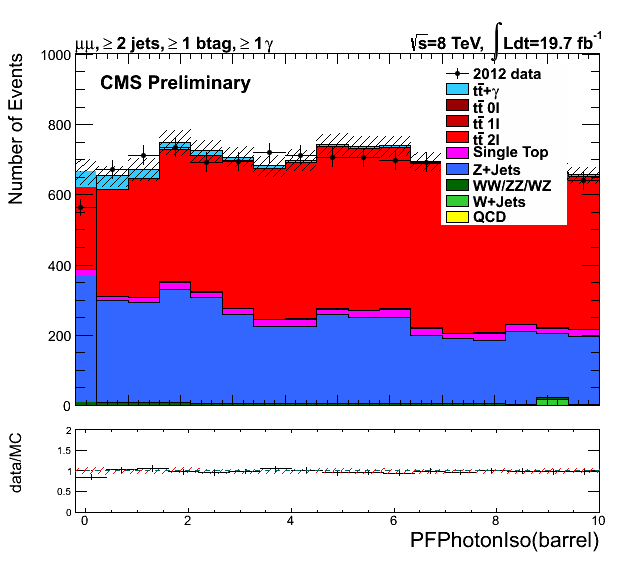 μμ, ≥ 2 jets, ≥ 1 btag, ≥ 1 γ
√s=8 TeV, ∫ Ldt=19.7 fb⁻¹
Number of Events
1000
800
600
400
200
0
CMS Preliminary
2012 data
tt̄+γ
tt̄ 0l
tt̄ 1l
tt̄ 2l
Single Top
Z+Jets
WW/ZZ/WZ
W+Jets
QCD
data/MC
2
1.5
1
0.5
0
0 2 4 6 8 10
PFPhotonIso(barrel)